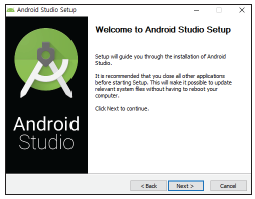 Android Studio Setup
Welcome to Android Studio Setup
Setup will guide you through the installation of Android
Studio.
It is recommended that you close all other applications
before starting Setup. This will make it possible to update
relevant system files without having to reboot your
computer.
Click Next to continue.
Android
Studio
< Back
Next >
Cancel